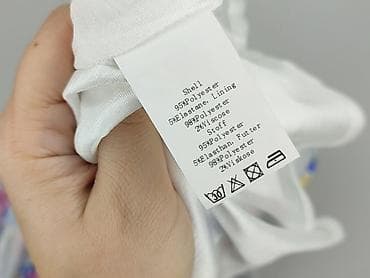 Shell
95%Polyester
5%Elastane, Lining
98%Polyester
2%Viscose
Stoff
95%Polyester
5%Elasthan, Futter
98%Polyester
2%Viskose
30